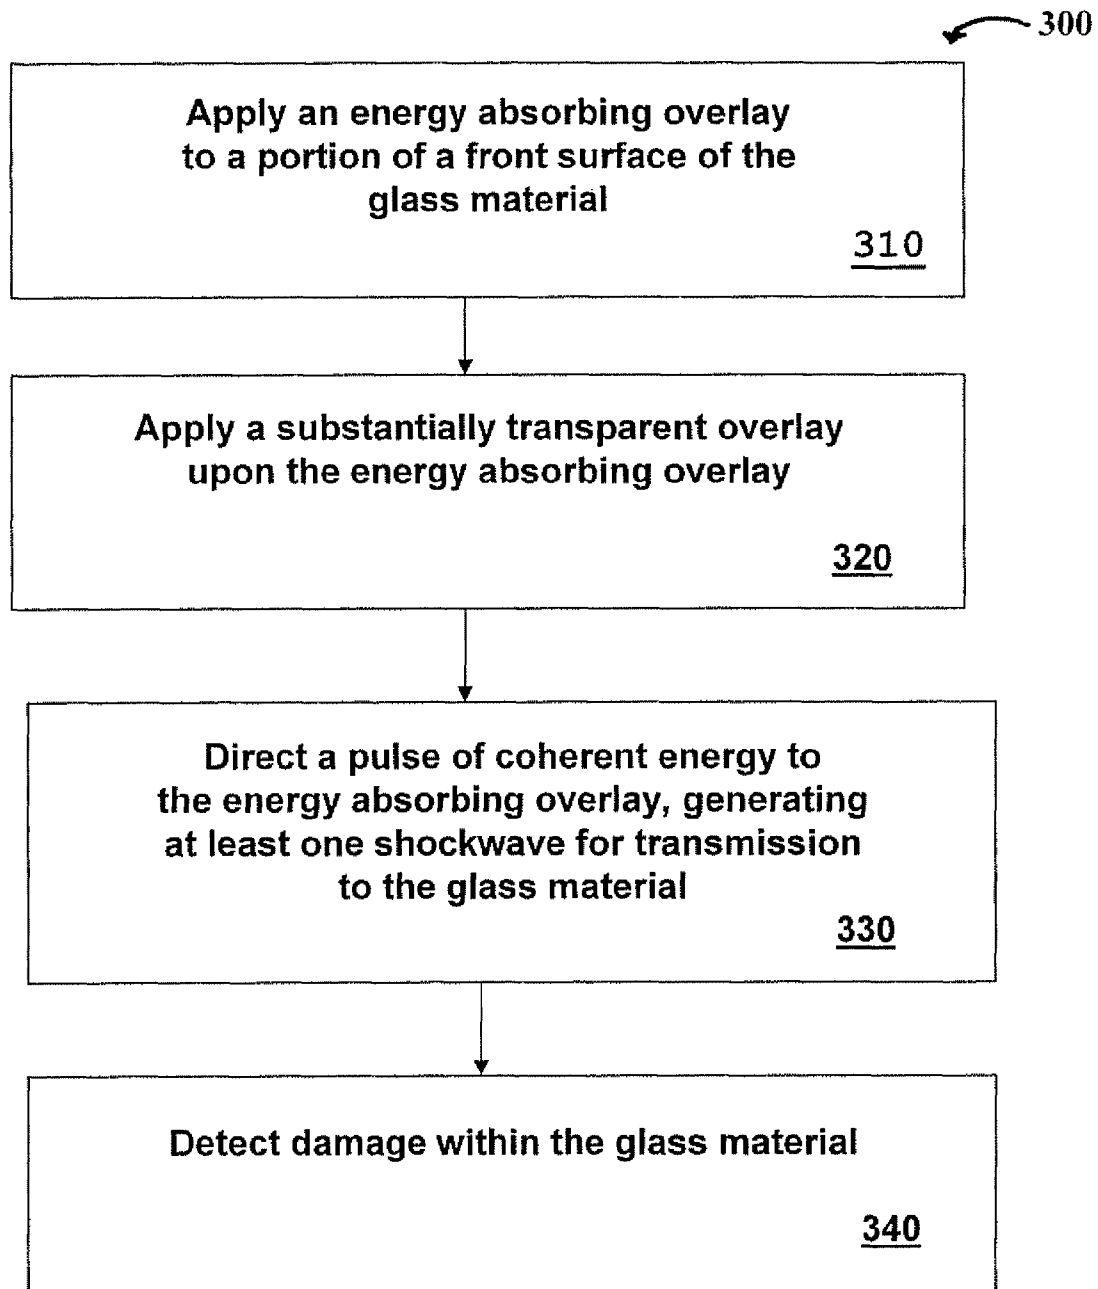 300
Apply an energy absorbing overlay
to a portion of a front surface of the
glass material
310
Apply a substantially transparent overlay
upon the energy absorbing overlay
320
Direct a pulse of coherent energy to
the energy absorbing overlay, generating
at least one shockwave for transmission
to the glass material
330
Detect damage within the glass material
340